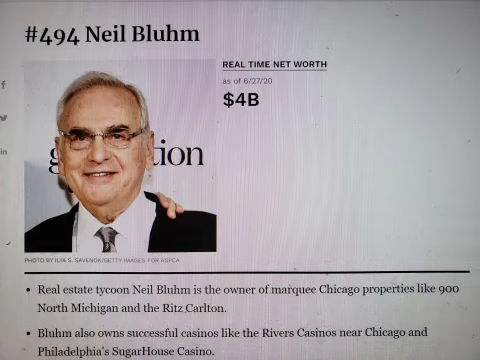 #494 Neil Bluhm
REAL TIME NET WORTH
as of 6/27/20
$4B
f
in
g
tion
PHOTO BY ILYA S. SAVENOK/GETTY IMAGES FOR ASPCA
• Real estate tycoon Neil Bluhm is the owner of marquee Chicago properties like 900
North Michigan and the Ritz Carlton.
• Bluhm also owns successful casinos like the Rivers Casinos near Chicago and
Philadelphia's SugarHouse Casino.